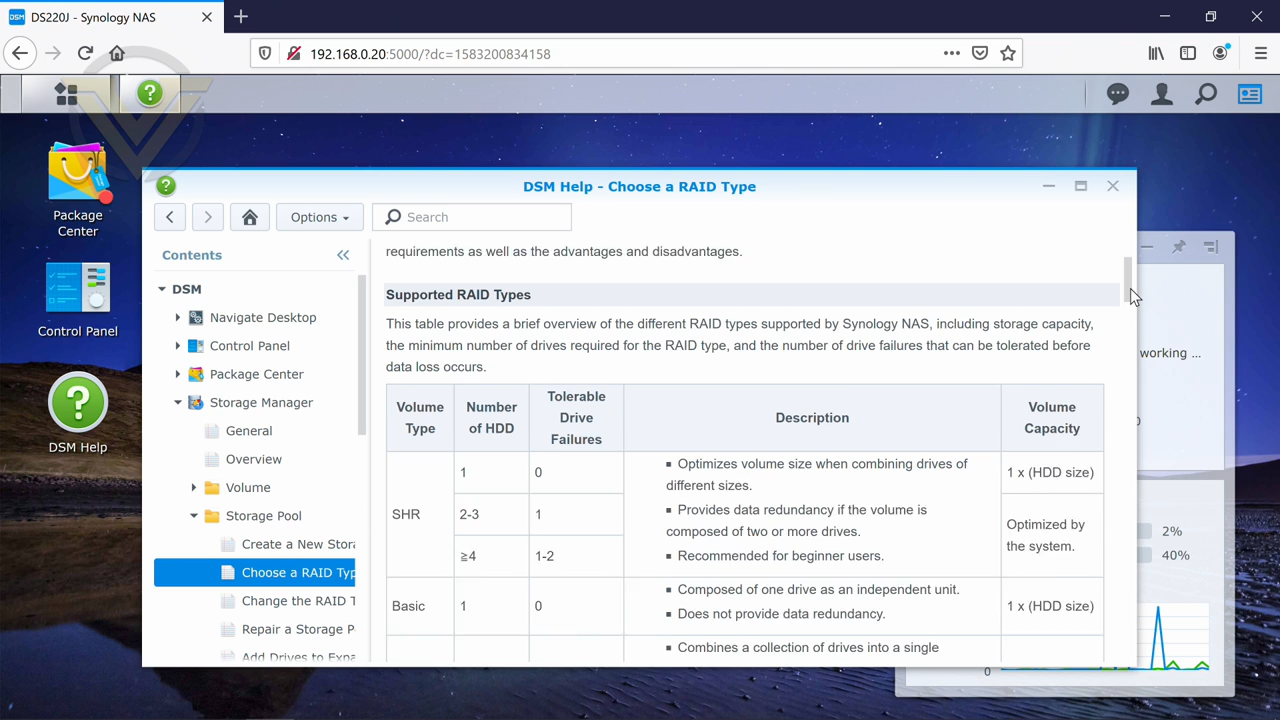 DSM DS220J - Synology NAS
192.168.0.20:5000/?dc=1583200834158
Package
Center
Control Panel
DSM Help
DSM Help - Choose a RAID Type
Options
Search
Contents
DSM
Navigate Desktop
Control Panel
Package Center
Storage Manager
General
Overview
Volume
Storage Pool
Create a New Stora
Choose a RAID Typ
Change the RAID T
Repair a Storage P
Add Drives to Expa
requirements as well as the advantages and disadvantages.
Supported RAID Types
This table provides a brief overview of the different RAID types supported by Synology NAS, including storage capacity,
the minimum number of drives required for the RAID type, and the number of drive failures that can be tolerated before
data loss occurs.
Volume Type
Number of HDD
Tolerable Drive Failures
Description
Volume Capacity
SHR
1
0
▪ Optimizes volume size when combining drives of
different sizes.
1 x (HDD size)
2-3
1
▪ Provides data redundancy if the volume is
composed of two or more drives.
Optimized by
the system.
≧4
1-2
▪ Recommended for beginner users.
Basic
1
0
▪ Composed of one drive as an independent unit.
▪ Does not provide data redundancy.
1 x (HDD size)
▪ Combines a collection of drives into a single
working ...
2%
40%
0